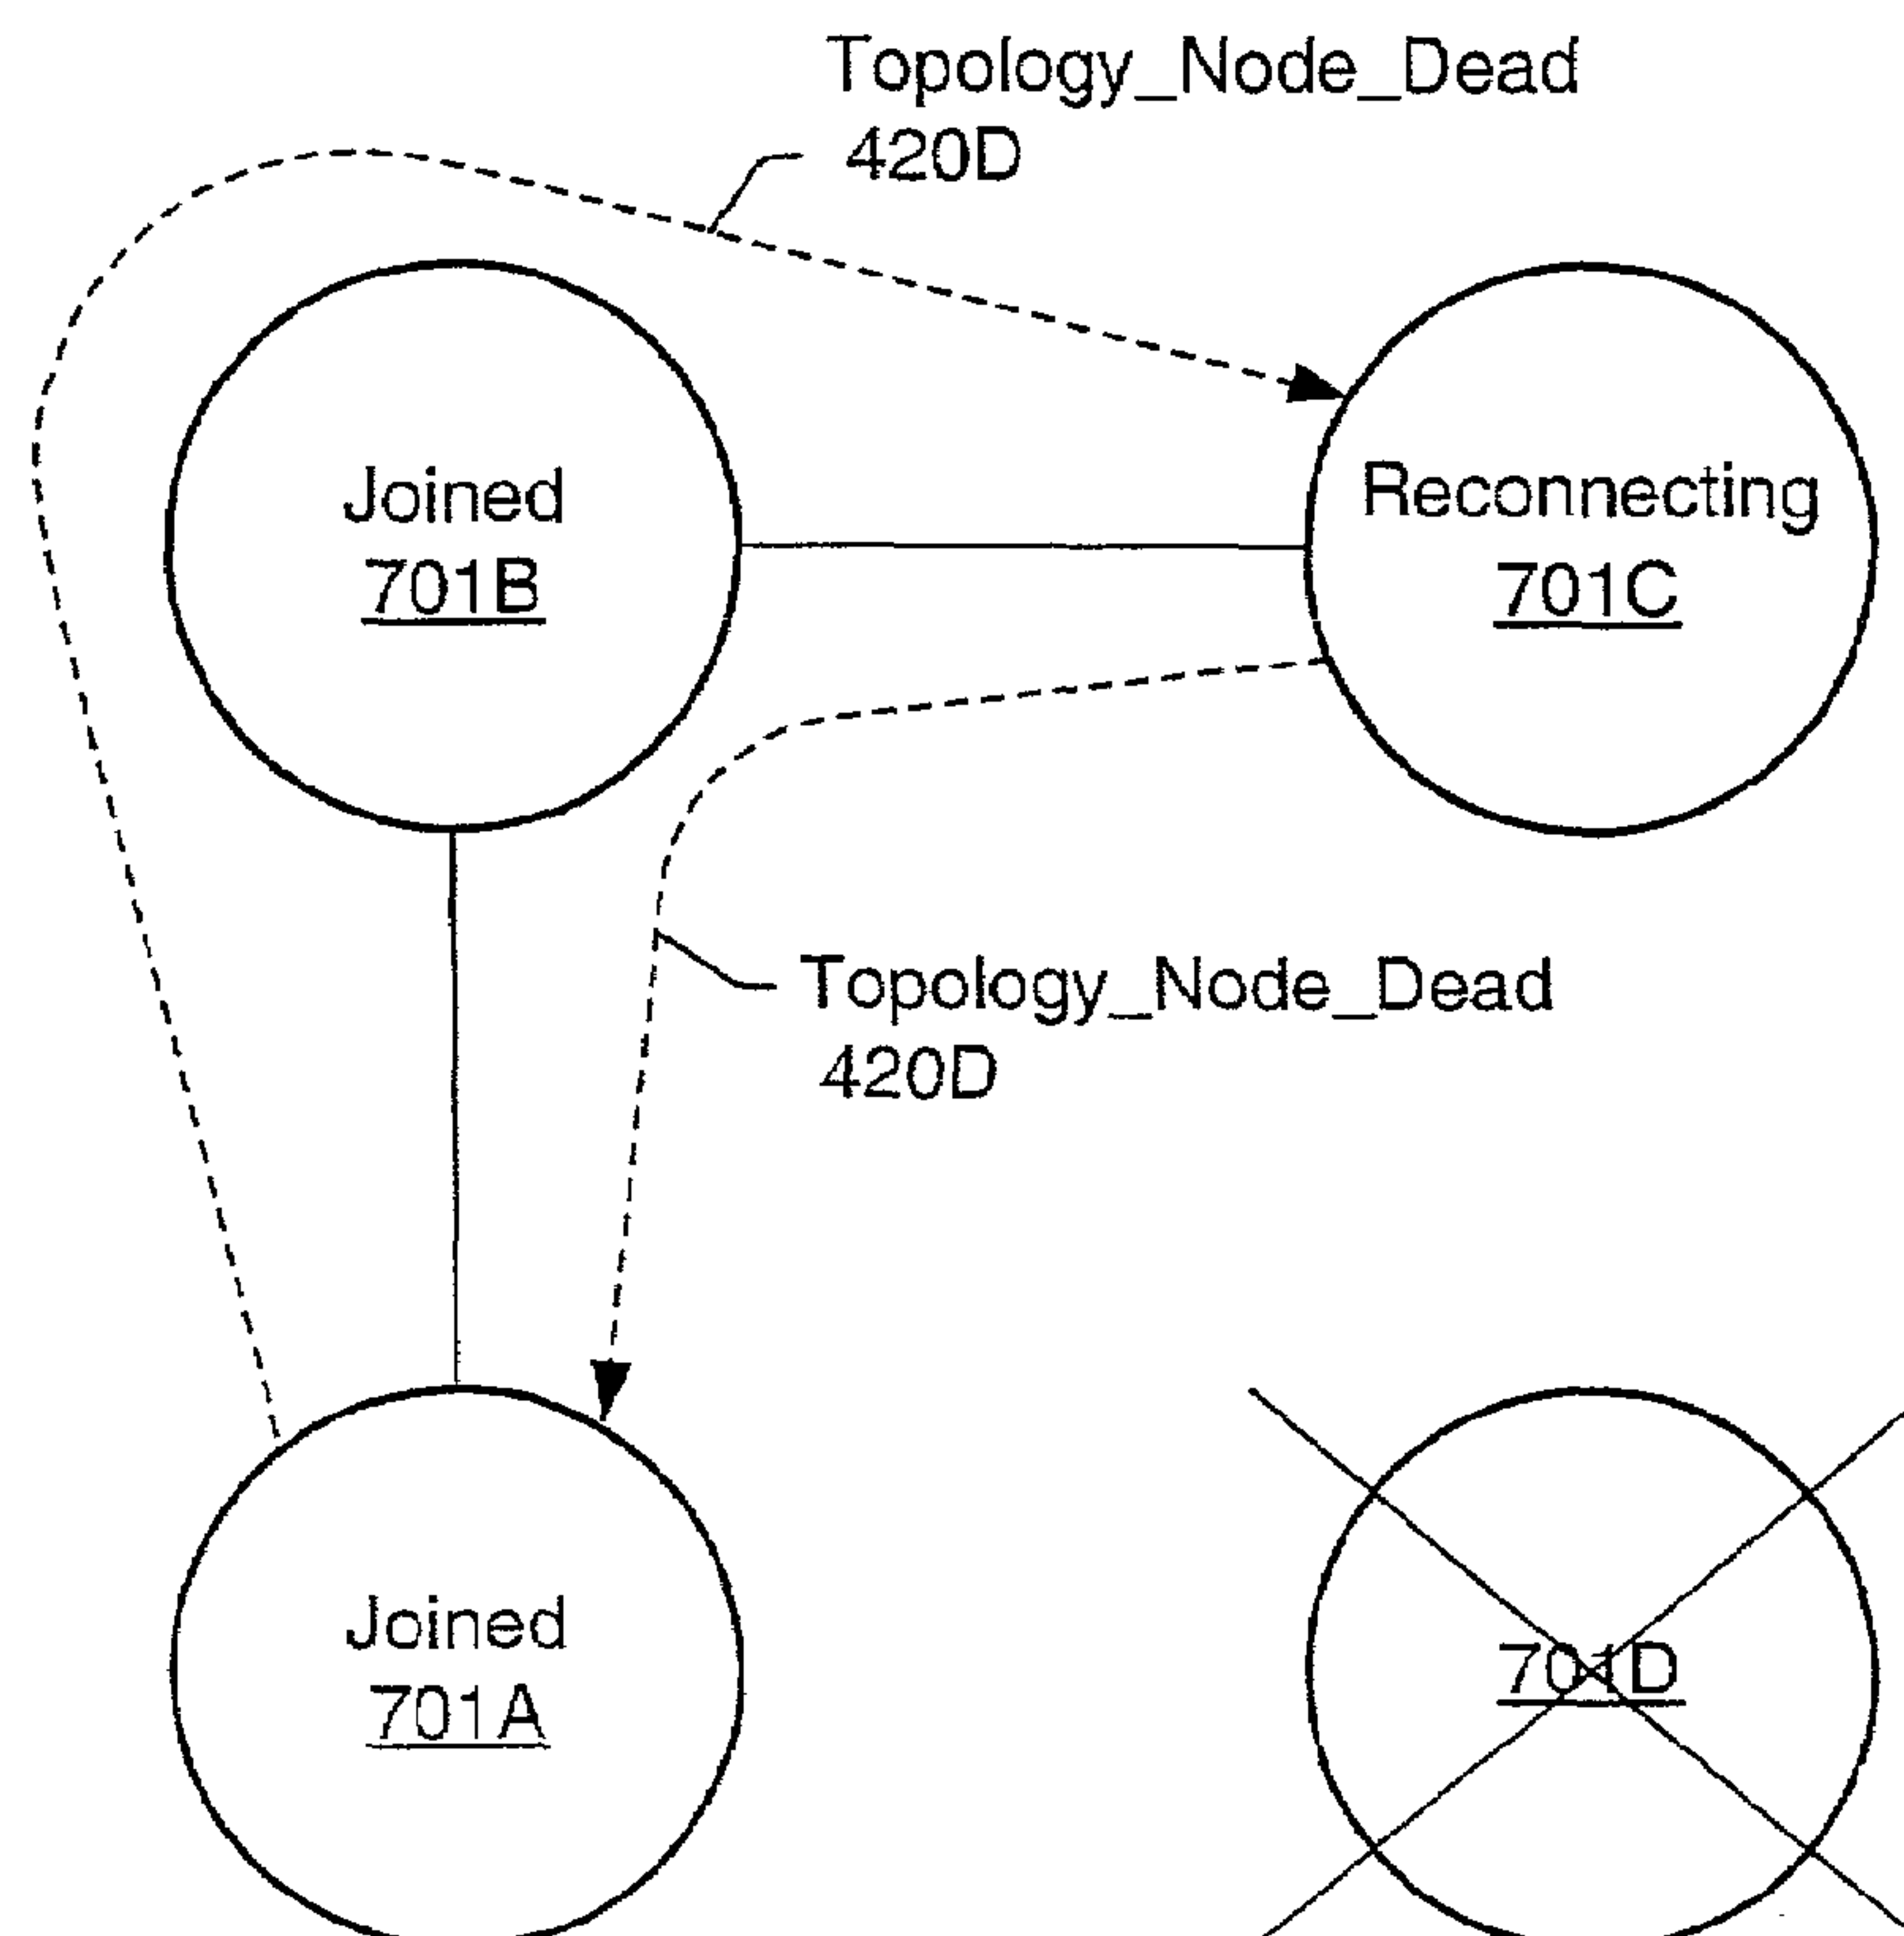 Topology_Node_Dead
420D
Joined
701B
Reconnecting
701C
Topology_Node_Dead
420D
Joined
701A
701D